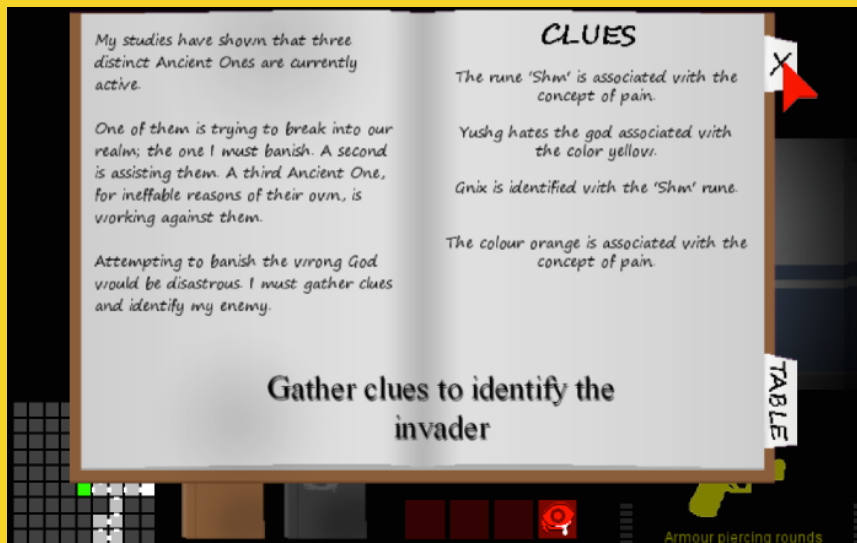 My studies have shown that three
distinct Ancient Ones are currently
active.
One of them is trying to break into our
realm; the one I must banish. A second
is assisting them. A third Ancient One,
for ineffable reasons of their own, is
working against them.
Attempting to banish the wrong God
would be disastrous. I must gather clues
and identify my enemy.
CLUES
The rune 'Shm' is associated with the
concept of pain.
Yushg hates the god associated with
the color yellow.
Gnix is identified with the 'Shm' rune.
The colour orange is associated with the
concept of pain.
X
TABLE
Gather clues to identify the
invader
Armour piercing rounds